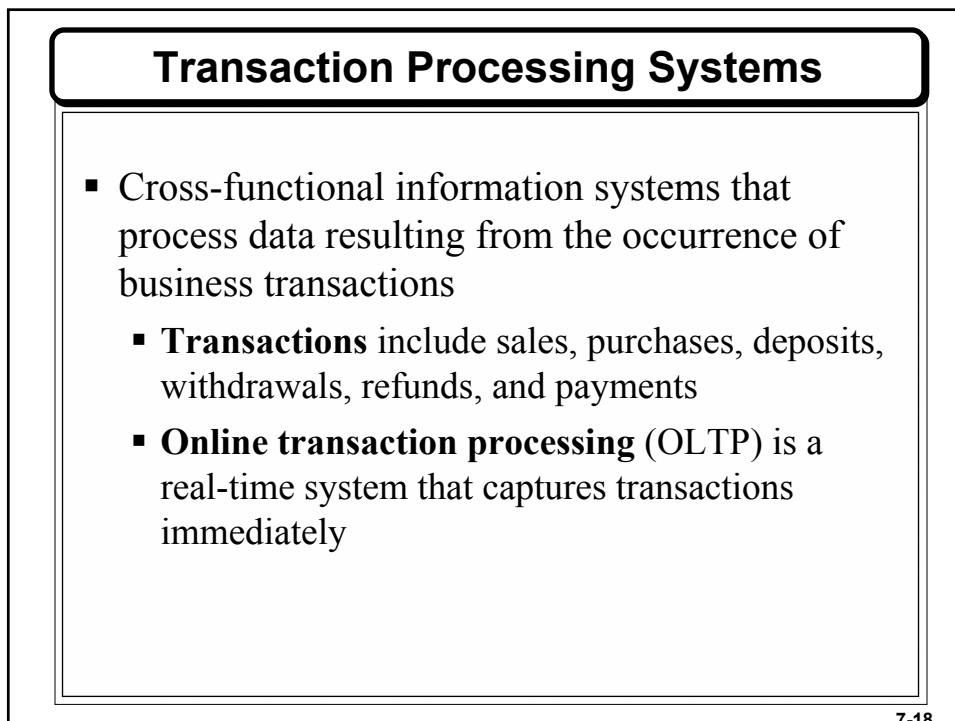 Transaction Processing Systems
▪ Cross-functional information systems that
process data resulting from the occurrence of
business transactions
▪ Transactions include sales, purchases, deposits,
withdrawals, refunds, and payments
▪ Online transaction processing (OLTP) is a
real-time system that captures transactions
immediately
7-18